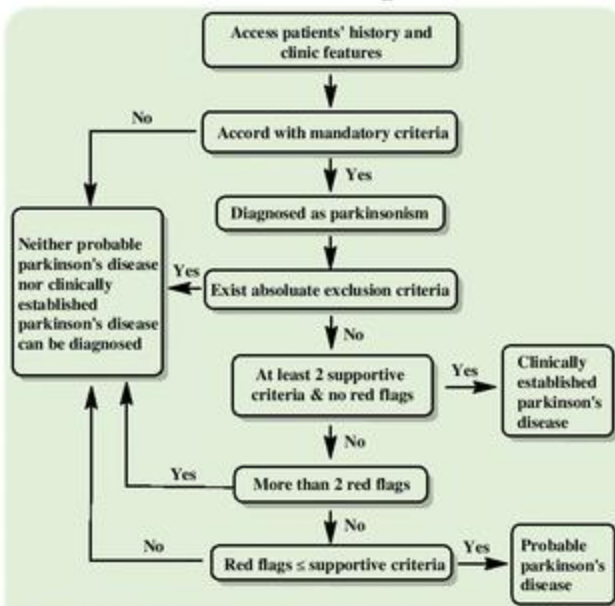 Access patients' history and
clinic features
No
Accord with mandatory criteria
Yes
Diagnosed as parkinsonism
Neither probable
parkinson's disease
nor clinically
established
parkinson's disease
can be diagnosed
Yes
Exist absoluate exclusion criteria
No
At least 2 supportive
criteria & no red flags
Yes
Clinically
established
parkinson's
disease
No
Yes
More than 2 red flags
No
No
Red flags ≤ supportive criteria
Yes
Probable
parkinson's
disease